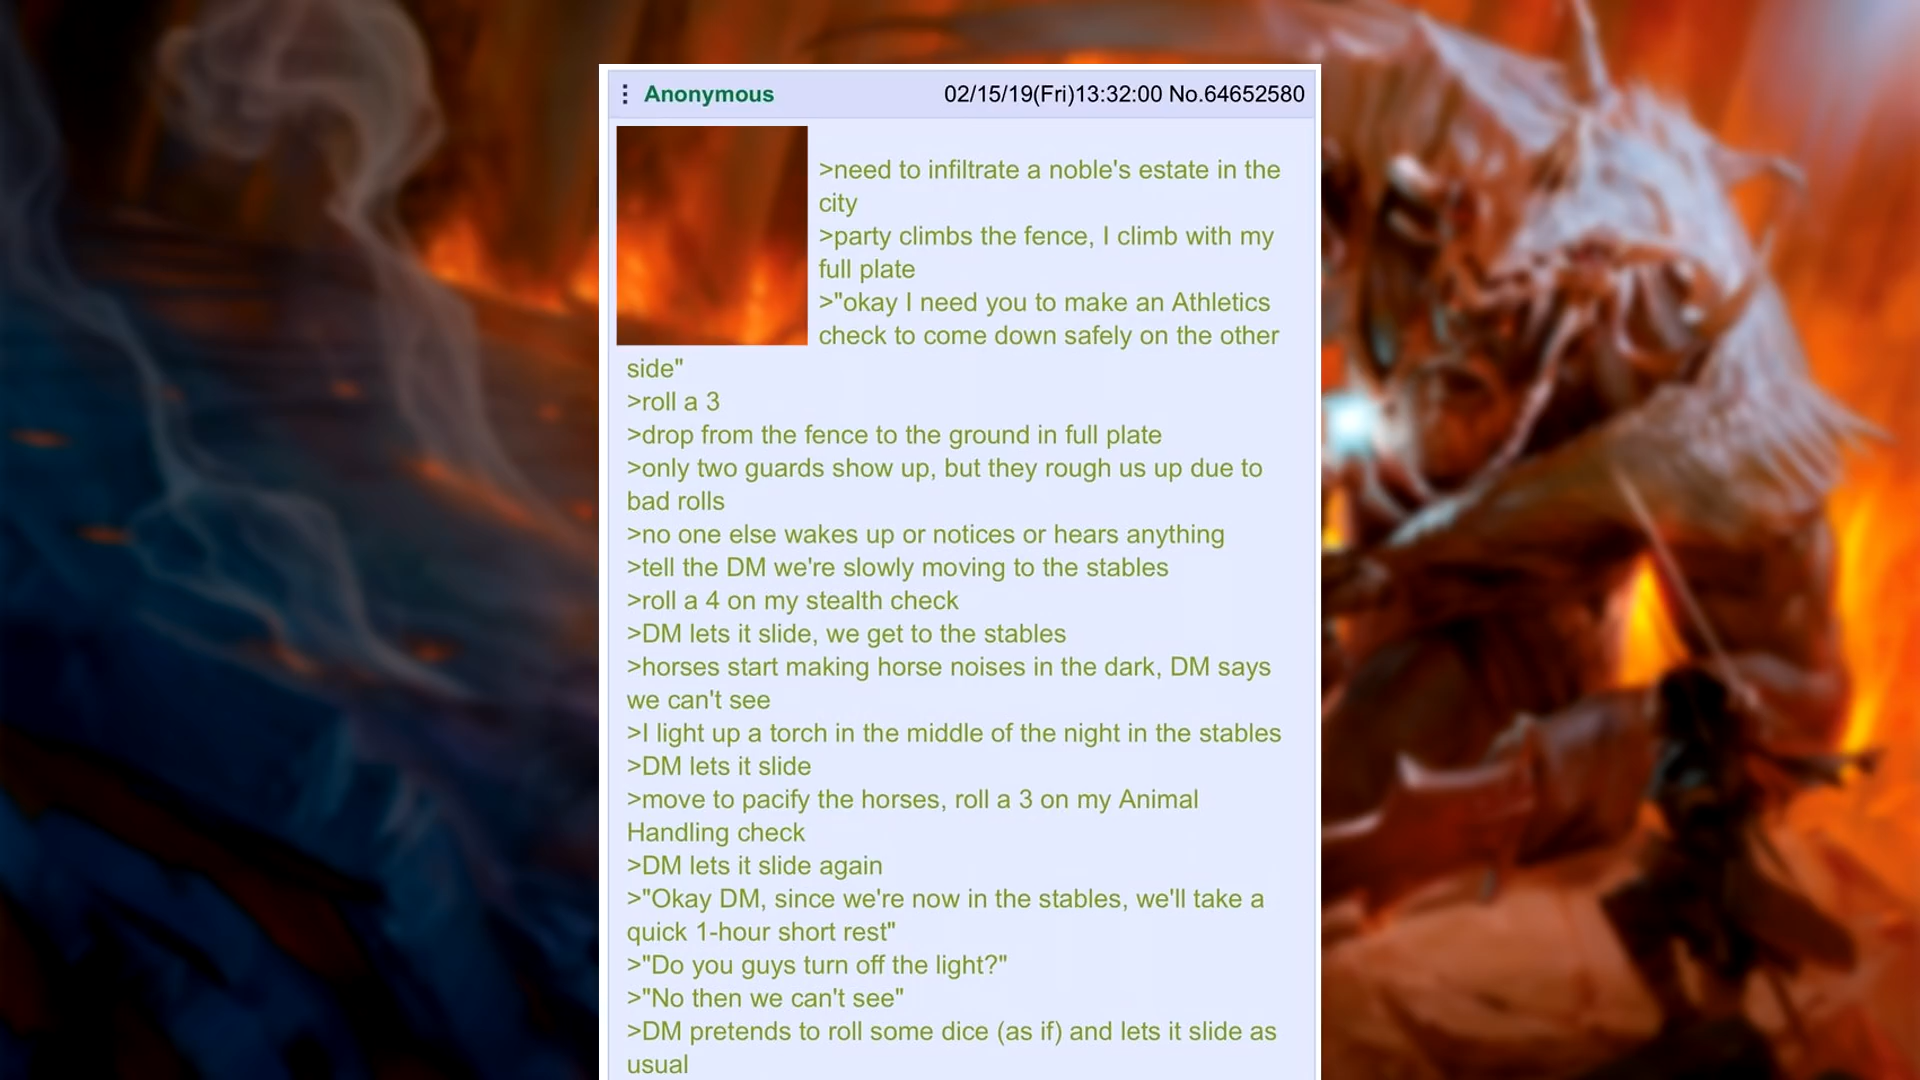 Anonymous 02/15/19(Fri)13:32:00 No.64652580
>need to infiltrate a noble's estate in the
city
>party climbs the fence, I climb with my
full plate
>"okay I need you to make an Athletics
check to come down safely on the other
side"
>roll a 3
>drop from the fence to the ground in full plate
>only two guards show up, but they rough us up due to
bad rolls
>no one else wakes up or notices or hears anything
>tell the DM we're slowly moving to the stables
>roll a 4 on my stealth check
>DM lets it slide, we get to the stables
>horses start making horse noises in the dark, DM says
we can't see
>I light up a torch in the middle of the night in the stables
>DM lets it slide
>move to pacify the horses, roll a 3 on my Animal
Handling check
>DM lets it slide again
>"Okay DM, since we're now in the stables, we'll take a
quick 1-hour short rest"
>"Do you guys turn off the light?"
>"No then we can't see"
>DM pretends to roll some dice (as if) and lets it slide as
usual